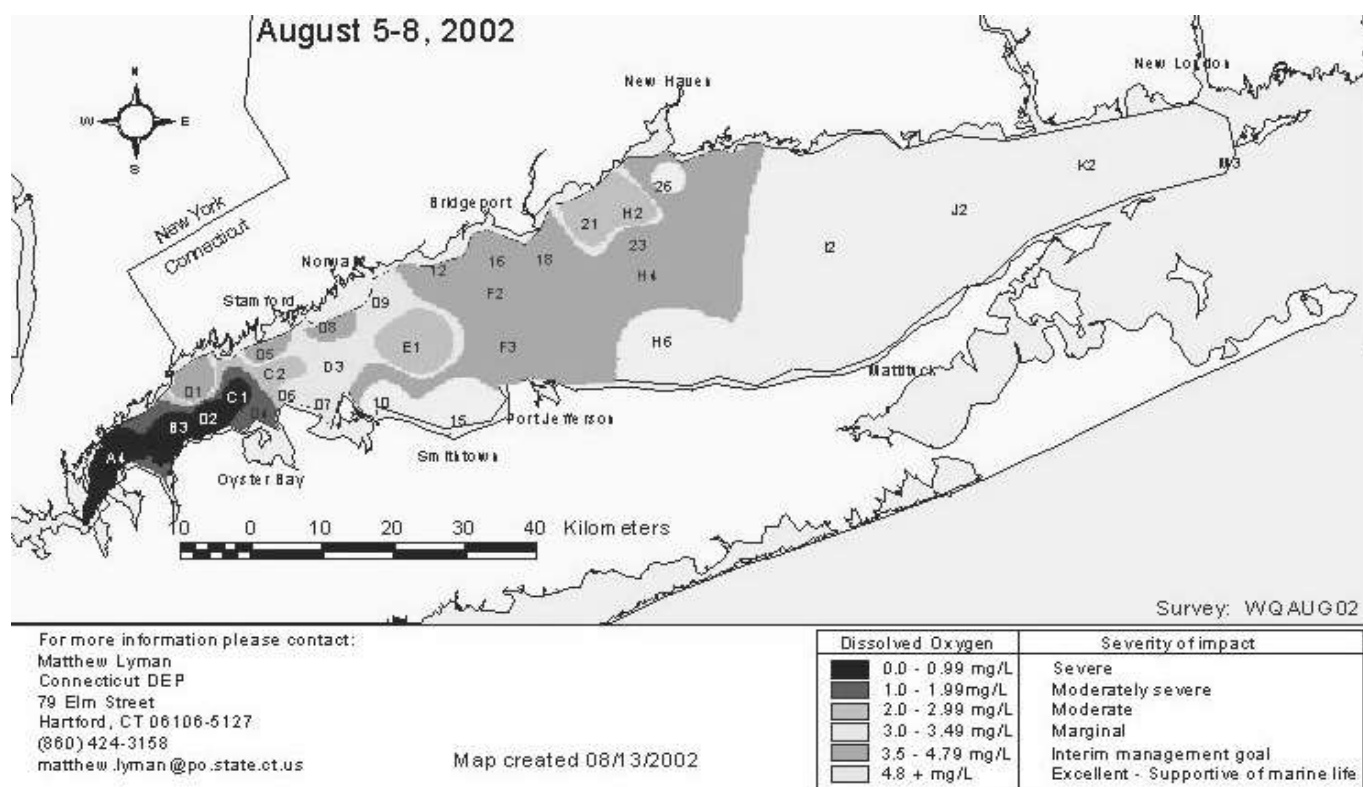 August 5-8, 2002
N
W
E
S
New York
Connecticut
New Haven
New London
Bridgeport
Norwalk
Stamford
26
K2
J2
21
H2
I2
23
18
16
12
H4
F2
09
08
H6
E1
F3
05
D3
C2
Mattituck
01
C1
06
07
10
15
Port Jefferson
02
B3
A4
Smithtown
Oyster Bay
10 0 10 20 30 40 Kilometers
Survey: WQAUG02
For more information please contact:
Matthew Lyman
Connecticut DEP
79 Elm Street
Hartford, CT 06106-5127
(860) 424-3158
matthew.lyman@po.state.ct.us
Map created 08/13/2002
Dissolved Oxygen Severity of impact
0.0 - 0.99 mg/L Severe
1.0 - 1.99mg/L Moderately severe
2.0 - 2.99 mg/L Moderate
3.0 - 3.49 mg/L Marginal
3.5 - 4.79 mg/L Interim management goal
4.8 + mg/L Excellent - Supportive of marine life